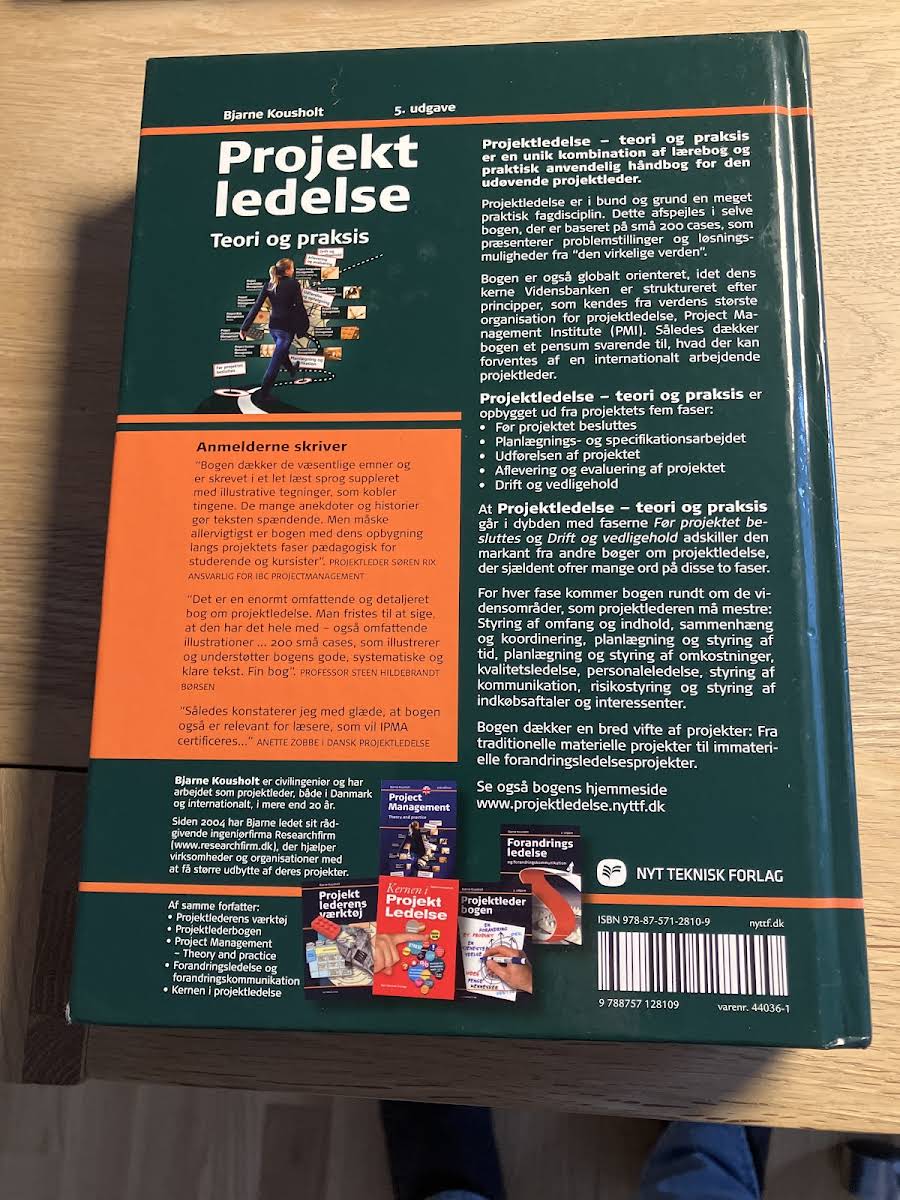 Bjarne Kousholt 5. udgave
Projekt
ledelse
Teori og praksis
Før projektet
besluttes
Anmelderne skriver
"Bogen dækker de væsentlige emner og
er skrevet i et let læst sprog suppleret
med illustrative tegninger, som kobler
tingene. De mange anekdoter og historier
gør teksten spændende. Men måske
allervigtigst er bogen med dens opbygning
langs projektets faser pædagogisk for
studerende og kursister". PROJEKTLEDER SØREN RIX
ANSVARLIG FOR IBC PROJECTMANAGEMENT
"Det er en enormt omfattende og detaljeret
bog om projektledelse. Man fristes til at sige,
at den har det hele med – også omfattende
illustrationer ... 200 små cases, som illustrerer
og understøtter bogens gode, systematiske og
klare tekst. Fin bog". PROFESSOR STEEN HILDEBRANDT
BØRSEN
"Således konstaterer jeg med glæde, at bogen
også er relevant for læsere, som vil IPMA
certificeres..." ANETTE ZOBBE i DANSK PROJEKTLEDELSE
Bjarne Kousholt er civilingeniør og har
arbejdet som projektleder, både i Danmark
og internationalt, i mere end 20 år.
Siden 2004 har Bjarne ledet sit råd-
givende ingeniørfirma Researchfirm
(www.researchfirm.dk), der hjælper
virksomheder og organisationer med
at få større udbytte af deres projekter.
Af samme forfatter:
• Projektlederens værktøj
• Projektlederbogen
• Project Management
– Theory and practice
• Forandringsledelse og
forandringskommunikation
• Kernen i projektledelse
Projektledelse – teori og praksis
er en unik kombination af lærebog og
praktisk anvendelig håndbog for den
udøvende projektleder.
Projektledelse er i bund og grund en meget
praktisk fagdisciplin. Dette afspejles i selve
bogen, der er baseret på små 200 cases, som
præsenterer problemstillinger og løsnings-
muligheder fra "den virkelige verden".
Bogen er også globalt orienteret, idet dens
kerne Vidensbanken er struktureret efter
principper, som kendes fra verdens største
organisation for projektledelse, Project Ma-
nagement Institute (PMI). Således dækker
bogen et pensum svarende til, hvad der kan
forventes af en internationalt arbejdende
projektleder.
Projektledelse – teori og praksis er
opbygget ud fra projektets fem faser:
• Før projektet besluttes
• Planlægnings- og specifikationsarbejdet
• Udførelsen af projektet
• Aflevering og evaluering af projektet
• Drift og vedligehold
At Projektledelse – teori og praksis
går i dybden med faserne Før projektet be-
sluttes og Drift og vedligehold adskiller den
markant fra andre bøger om projektledelse,
der sjældent ofrer mange ord på disse to faser.
For hver fase kommer bogen rundt om de vi-
densområder, som projektlederen må mestre:
Styring af omfang og indhold, sammenhæng
og koordinering, planlægning og styring af
tid, planlægning og styring af omkostninger,
kvalitetsledelse, personaleledelse, styring af
kommunikation, risikostyring og styring af
indkøbsaftaler og interessenter.
Bogen dækker en bred vifte af projekter: Fra
traditionelle materielle projekter til immateri-
elle forandringsledelsesprojekter.
Se også bogens hjemmeside
www.projektledelse.nyttf.dk
Project
Management
Theory and practice
Forandrings
ledelse
og forandringskommunikation
Projekt
lederens
værktøj
Kernen i
Projekt
Ledelse
Projektleder
bogen
NYT TEKNISK FORLAG
ISBN 978-87-571-2810-9 nyttf.dk
9 788757 128109 varenr. 44036-1